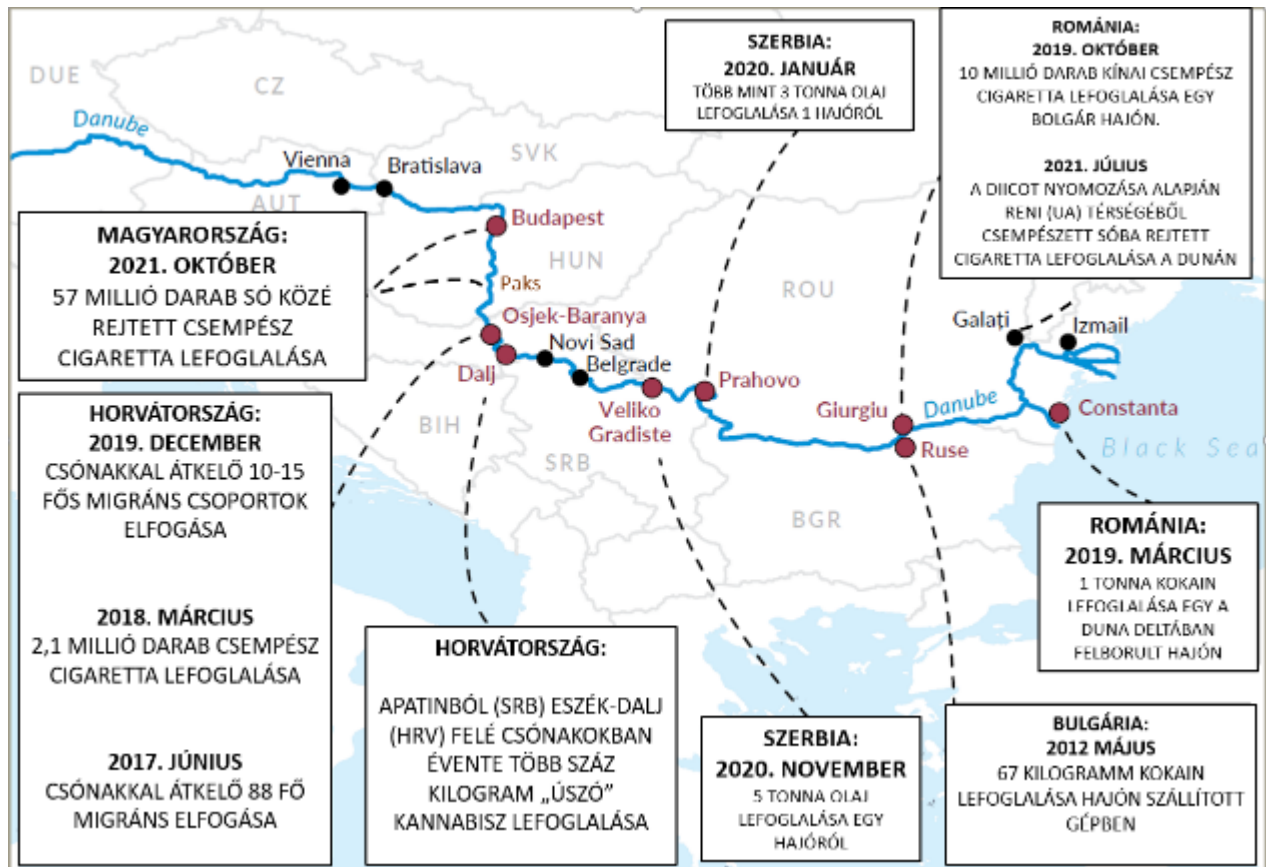 SZERBIA:
2020. JANUÁR
TÖBB MINT 3 TONNA OLAJ
LEFOGLALÁSA 1 HAJÓRÓL
ROMÁNIA:
2019. OKTÓBER
10 MILLIÓ DARAB KÍNAI CSEMPÉSZ
CIGARETTA LEFOGLALÁSA EGY
BOLGÁR HAJÓN.
2021. JÚLIUS
A DIICOT NYOMOZÁSA ALAPJÁN
RENI (UA) TÉRSÉGÉBŐL
CSEMPÉSZETT SÓBA REJTETT
CIGARETTA LEFOGLALÁSA A DUNÁN
DUE
CZ
Danube
Vienna
Bratislava
SVK
AUT
Budapest
HUN
Paks
ROU
MAGYARORSZÁG:
2021. OKTÓBER
57 MILLIÓ DARAB SÓ KÖZÉ
REJTETT CSEMPÉSZ
CIGARETTA LEFOGLALÁSA
Osjek-Baranya
Novi Sad
Dalj
Belgrade
Galați
Izmail
Veliko
Gradiste
Prahovo
Giurgiu
Danube
Constanta
Ruse
Black Sea
BIH
SRB
BGR
HORVÁTORSZÁG:
2019. DECEMBER
CSÓNAKKAL ÁTKELŐ 10-15
FŐS MIGRÁNS CSOPORTOK
ELFOGÁSA
2018. MÁRCIUS
2,1 MILLIÓ DARAB CSEMPÉSZ
CIGARETTA LEFOGLALÁSA
2017. JÚNIUS
CSÓNAKKAL ÁTKELŐ 88 FŐ
MIGRÁNS ELFOGÁSA
HORVÁTORSZÁG:
APATINBÓL (SRB) ESZÉK-DALJ
(HRV) FELÉ CSÓNAKOKBAN
ÉVENTE TÖBB SZÁZ
KILOGRAM „ÚSZÓ”
KANNABISZ LEFOGLALÁSA
SZERBIA:
2020. NOVEMBER
5 TONNA OLAJ
LEFOGLALÁSA EGY
HAJÓRÓL
ROMÁNIA:
2019. MÁRCIUS
1 TONNA KOKAIN
LEFOGLALÁSA EGY A
DUNA DELTÁBAN
FELBORULT HAJÓN
BULGÁRIA:
2012 MÁJUS
67 KILOGRAMM KOKAIN
LEFOGLALÁSA HAJÓN SZÁLLÍTOTT
GÉPBEN